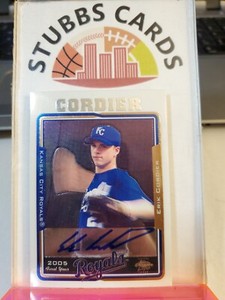 STUBBS CARDS
CORDIER
KC
KANSAS CITY ROYALS
ERIK CORDIER
2005
First Year
Royals